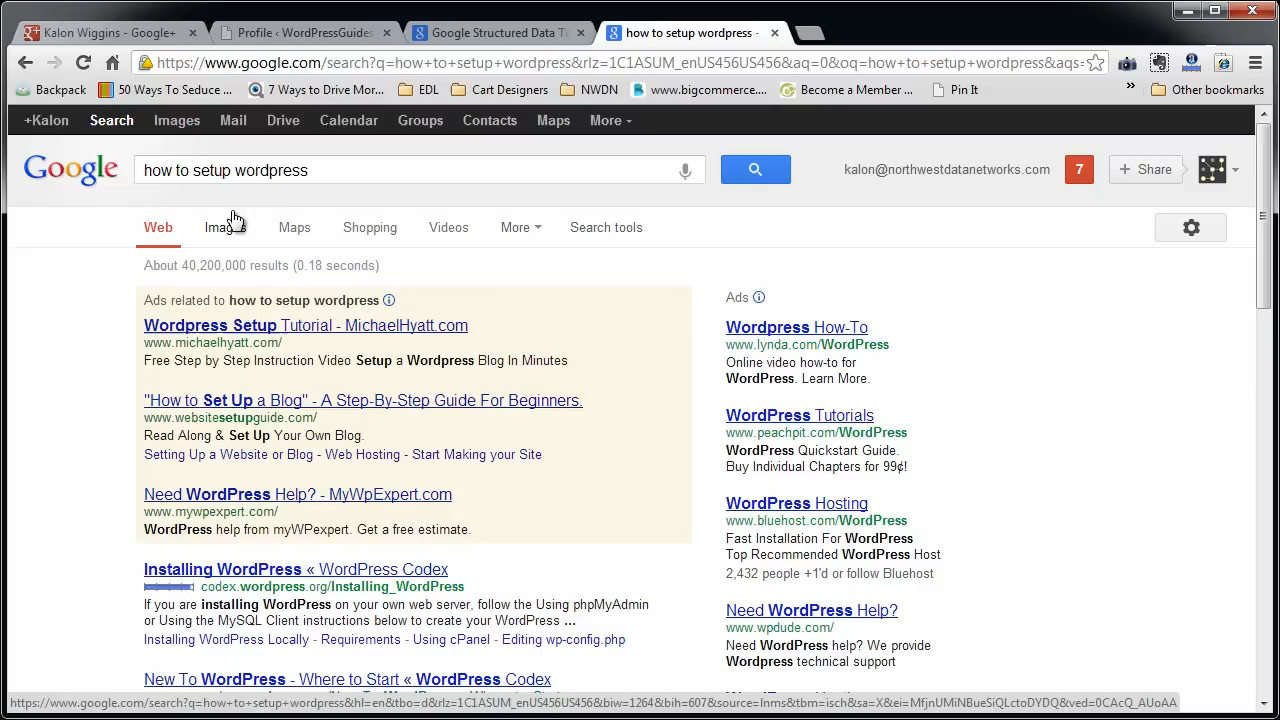 Kalon Wiggins - Google+
Profile ‹ WordPressGuides
Google Structured Data T
how to setup wordpress -
https://www.google.com/search?q=how+to+setup+wordpress&rlz=1C1ASUM_enUS456US456&aq=0&oq=how+to+setup+wordpress&aqs=
Backpack
50 Ways To Seduce ...
7 Ways to Drive Mor...
EDL
Cart Designers
NWDN
www.bigcommerce....
Become a Member ...
Pin It
»
Other bookmarks
+Kalon Search Images Mail Drive Calendar Groups Contacts Maps More
Google
how to setup wordpress
kalon@northwestdatanetworks.com
7
+ Share
Web Images Maps Shopping Videos More Search tools
About 40,200,000 results (0.18 seconds)
Ads related to how to setup wordpress
Wordpress Setup Tutorial - MichaelHyatt.com
www.michaelhyatt.com/
Free Step by Step Instruction Video Setup a Wordpress Blog In Minutes
"How to Set Up a Blog" - A Step-By-Step Guide For Beginners.
www.websitesetupguide.com/
Read Along & Set Up Your Own Blog.
Setting Up a Website or Blog - Web Hosting - Start Making your Site
Need WordPress Help? - MyWpExpert.com
www.mywpexpert.com/
WordPress help from myWPexpert. Get a free estimate.
Installing WordPress « WordPress Codex
codex.wordpress.org/Installing_WordPress
If you are installing WordPress on your own web server, follow the Using phpMyAdmin
or Using the MySQL Client instructions below to create your WordPress ...
Installing WordPress Locally - Requirements - Using cPanel - Editing wp-config.php
New To WordPress - Where to Start « WordPress Codex
Ads
Wordpress How-To
www.lynda.com/WordPress
Online video how-to for
WordPress. Learn More.
WordPress Tutorials
www.peachpit.com/WordPress
WordPress Quickstart Guide.
Buy Individual Chapters for 99¢!
WordPress Hosting
www.bluehost.com/WordPress
Fast Installation For WordPress
Top Recommended WordPress Host
2,432 people +1'd or follow Bluehost
Need WordPress Help?
www.wpdude.com/
Need WordPress help? We provide
Wordpress technical support
https://www.google.com/search?q=how+to+setup+wordpress&hl=en&tbo=d&rlz=1C1ASUM_enUS456US456&biw=1264&bih=607&source=lnms&tbm=isch&sa=X&ei=MfjnUMiNBueSiQLctoDYDQ&ved=0CAcQ_AUoAA